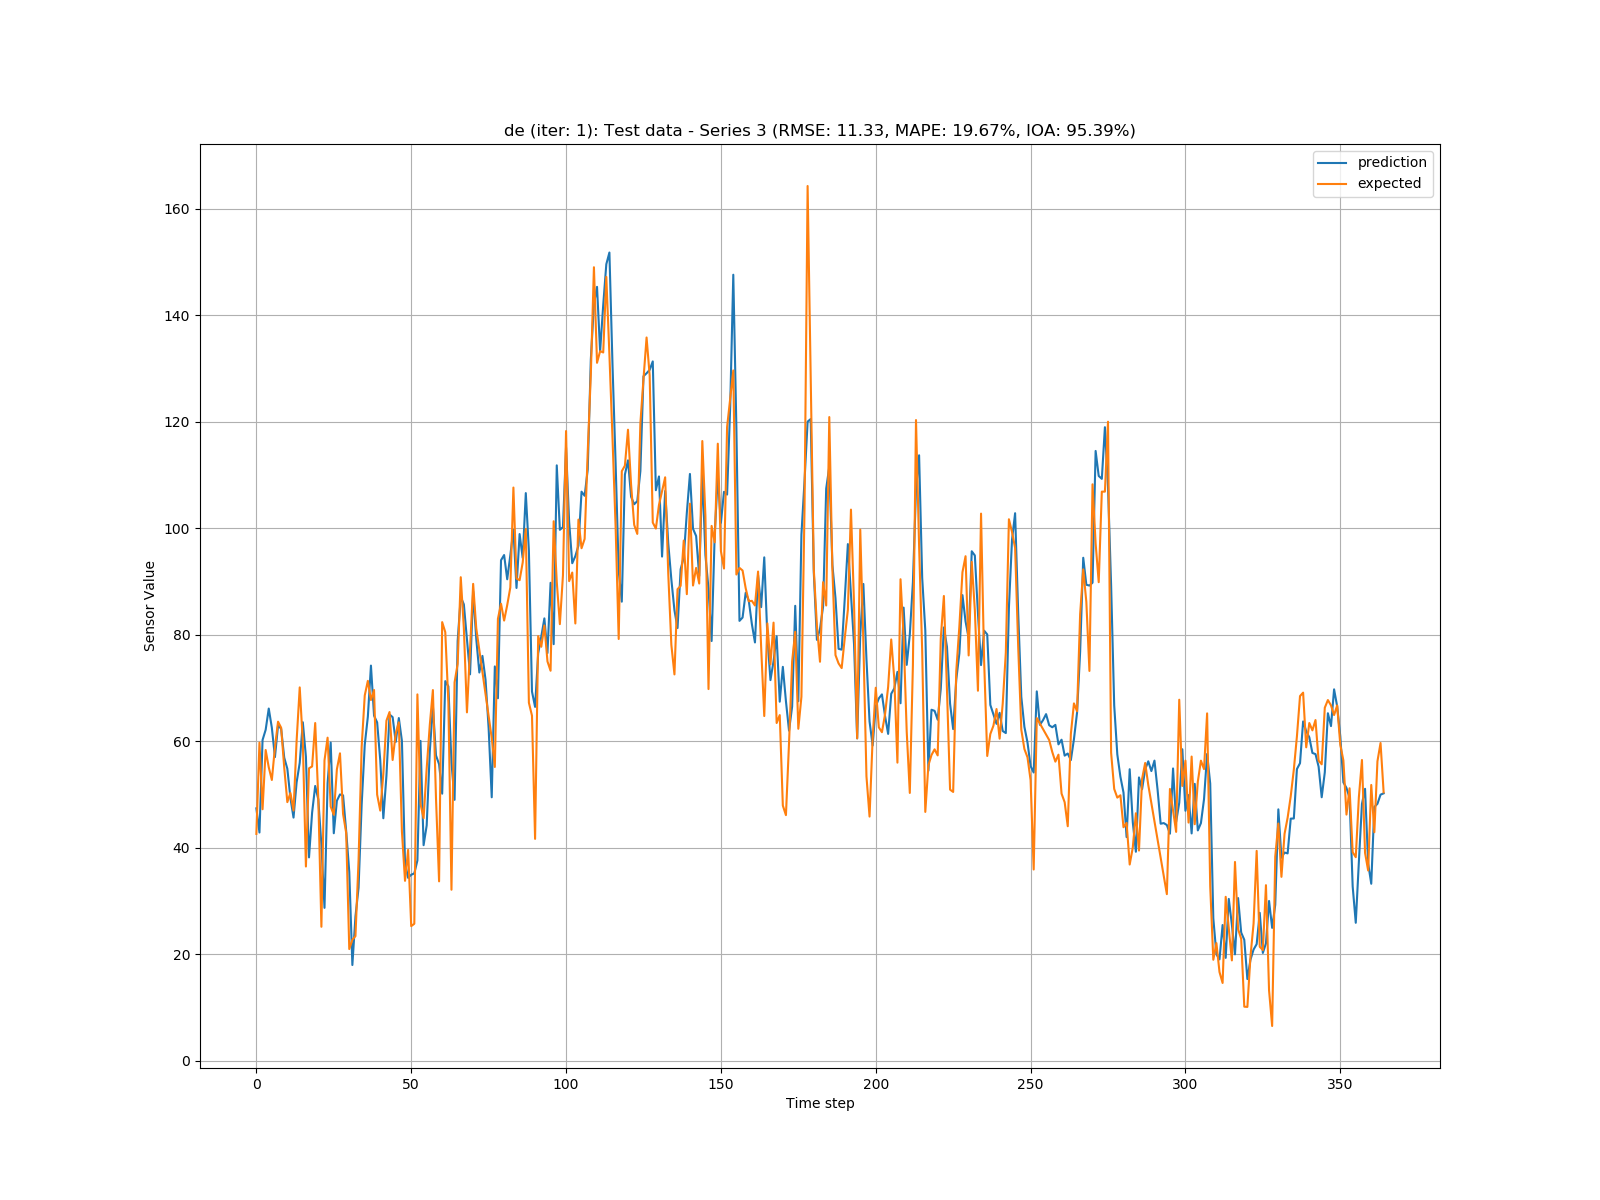 de (iter: 1): Test data - Series 3 (RMSE: 11.33, MAPE: 19.67%, IOA: 95.39%)
prediction
expected
160
140
120
100
80
60
40
20
0
Sensor Value
0 50 100 150 200 250 300 350
Time step